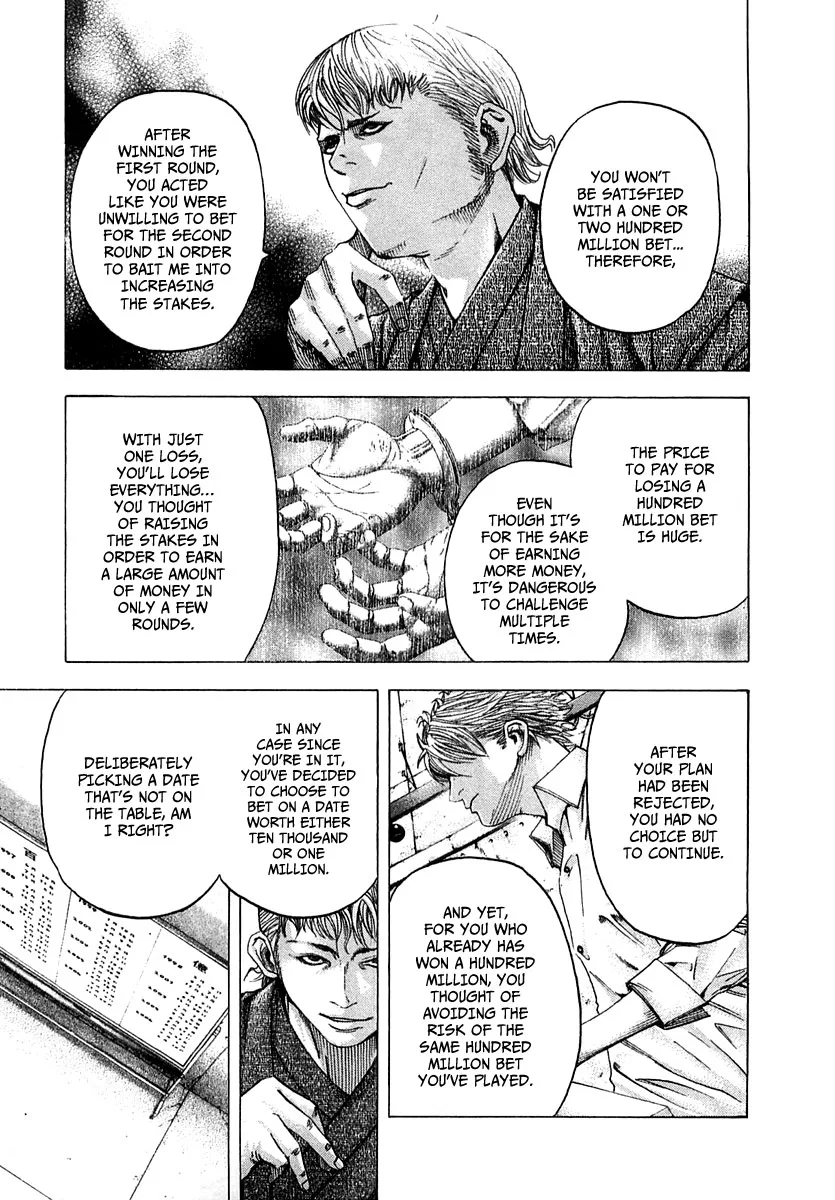 YOU WON'T
BE SATISFIED
WITH A ONE OR
TWO HUNDRED
MILLION BET...
THEREFORE,
AFTER
WINNING THE
FIRST ROUND,
YOU ACTED
LIKE YOU WERE
UNWILLING TO BET
FOR THE SECOND
ROUND IN ORDER
TO BAIT ME INTO
INCREASING
THE STAKES.
THE PRICE
TO PAY FOR
LOSING A
HUNDRED
MILLION BET
IS HUGE.
EVEN
THOUGH IT'S
FOR THE SAKE
OF EARNING
MORE MONEY,
IT'S DANGEROUS
TO CHALLENGE
MULTIPLE
TIMES.
WITH JUST
ONE LOSS,
YOU'LL LOSE
EVERYTHING...
YOU THOUGHT
OF RAISING
THE STAKES IN
ORDER TO EARN
A LARGE AMOUNT
OF MONEY IN
ONLY A FEW
ROUNDS.
AFTER
YOUR PLAN
HAD BEEN
REJECTED,
YOU HAD NO
CHOICE BUT
TO CONTINUE.
AND YET,
FOR YOU WHO
ALREADY HAS
WON A HUNDRED
MILLION, YOU
THOUGHT OF
AVOIDING THE
RISK OF THE
SAME HUNDRED
MILLION BET
YOU'VE PLAYED.
IN ANY
CASE SINCE
YOU'RE IN IT,
YOU'VE DECIDED
TO CHOOSE TO
BET ON A DATE
WORTH EITHER
TEN THOUSAND
OR ONE
MILLION.
DELIBERATELY
PICKING A DATE
THAT'S NOT ON
THE TABLE, AM
I RIGHT?
百
億